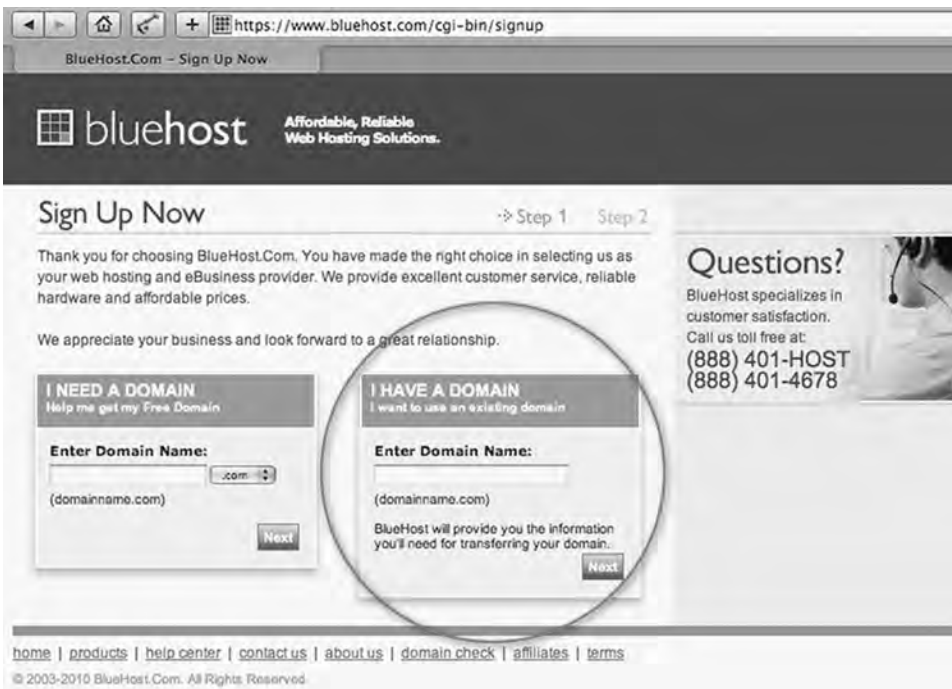 https://www.bluehost.com/cgi-bin/signup
BlueHost.Com – Sign Up Now
bluehost
Affordable, Reliable
Web Hosting Solutions.
Sign Up Now
Step 1 Step 2
Thank you for choosing BlueHost.Com. You have made the right choice in selecting us as
your web hosting and eBusiness provider. We provide excellent customer service, reliable
hardware and affordable prices.
We appreciate your business and look forward to a great relationship.
I NEED A DOMAIN
Help me get my Free Domain
Enter Domain Name:
.com
(domainname.com)
Next
I HAVE A DOMAIN
I want to use an existing domain
Enter Domain Name:
(domainname.com)
BlueHost will provide you the information
you'll need for transferring your domain.
Next
Questions?
BlueHost specializes in
customer satisfaction.
Call us toll free at:
(888) 401-HOST
(888) 401-4678
home | products | help center | contact us | about us | domain check | affiliates | terms
© 2003-2010 BlueHost.Com. All Rights Reserved.